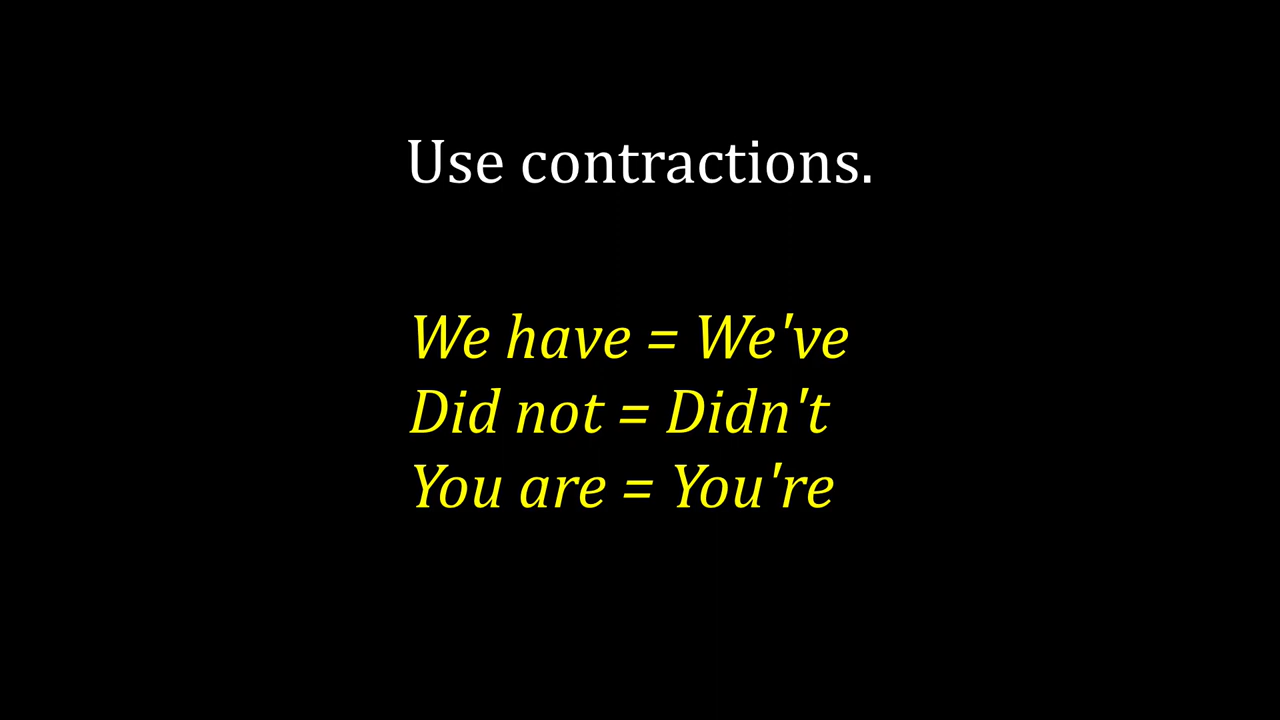 Use contractions.
We have = We've
Did not = Didn't
You are = You're